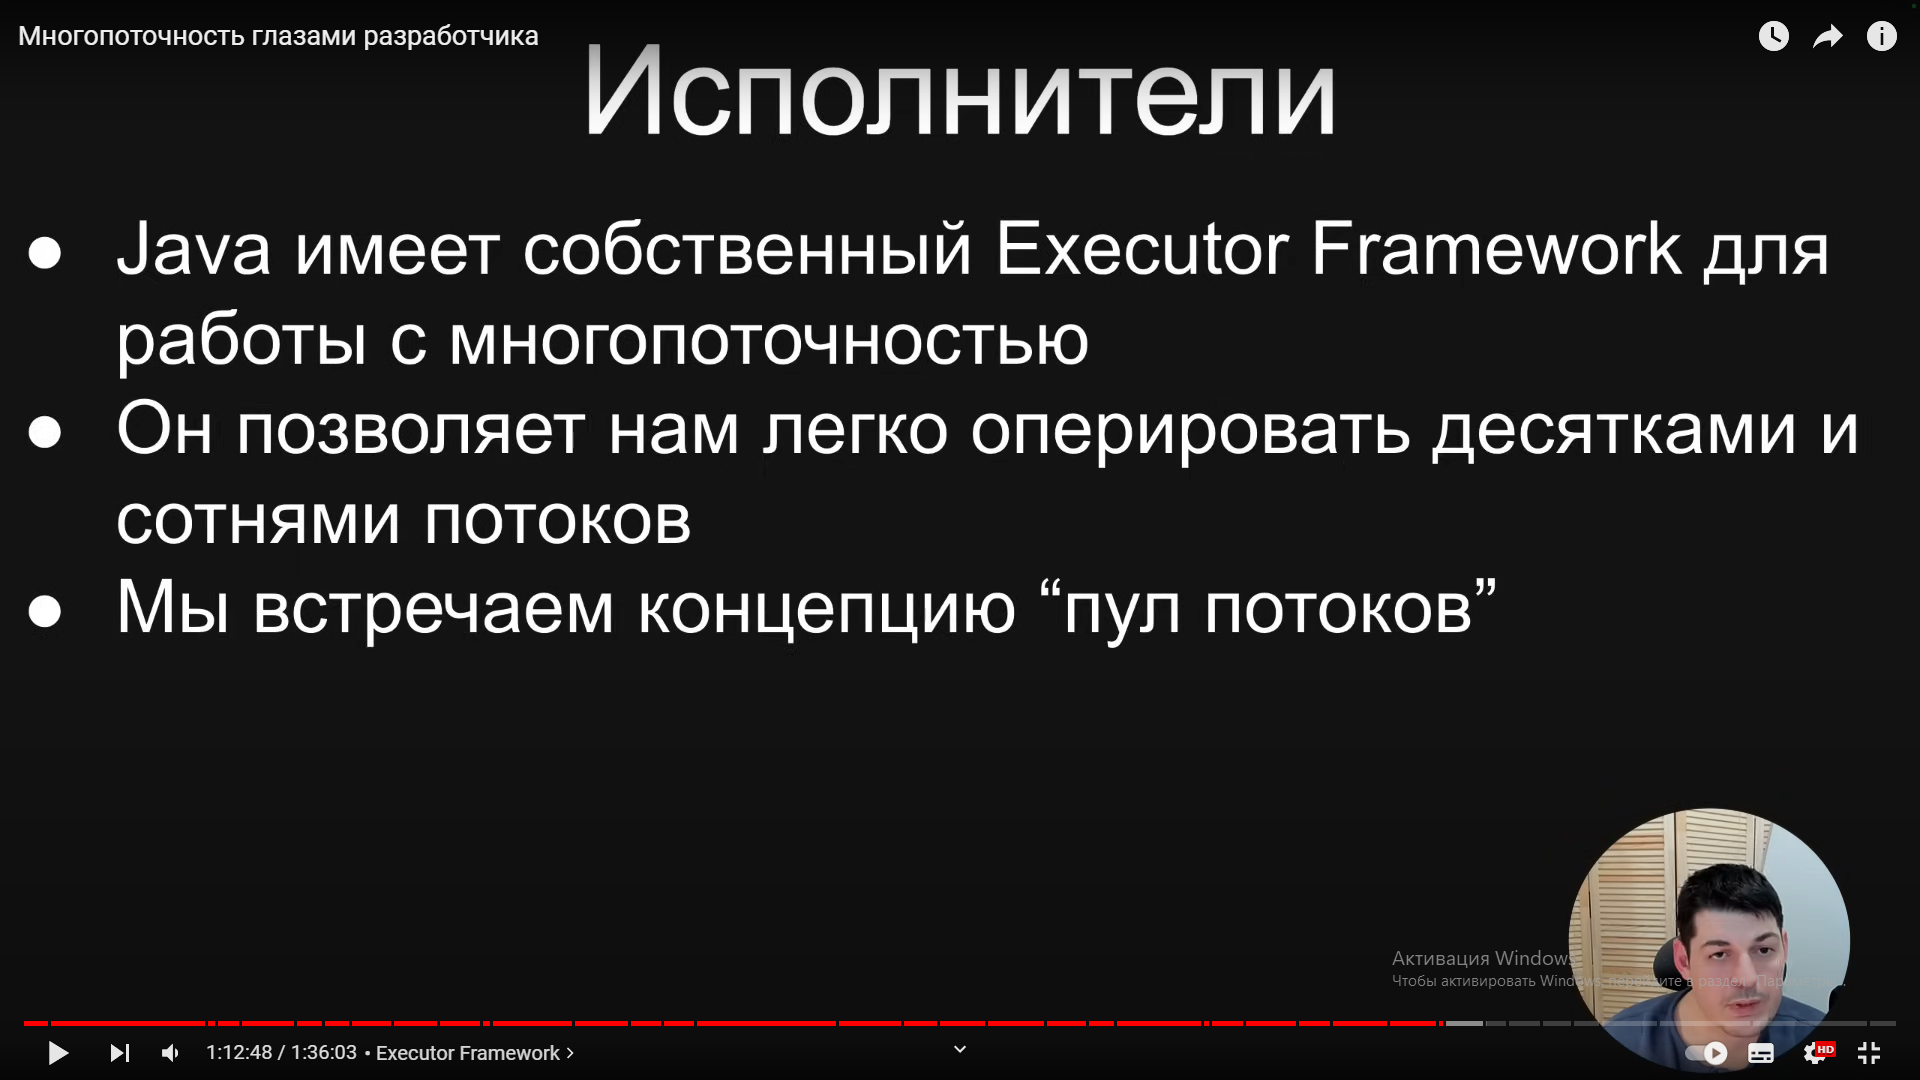 Многопоточность глазами разработчика
Исполнители
● Java имеет собственный Executor Framework для
работы с многопоточностью
● Он позволяет нам легко оперировать десятками и
сотнями потоков
● Мы встречаем концепцию “пул потоков”
Активация Windows
Чтобы активировать Windows, перейдите в раздел
1:12:48 / 1:36:03 • Executor Framework
HD